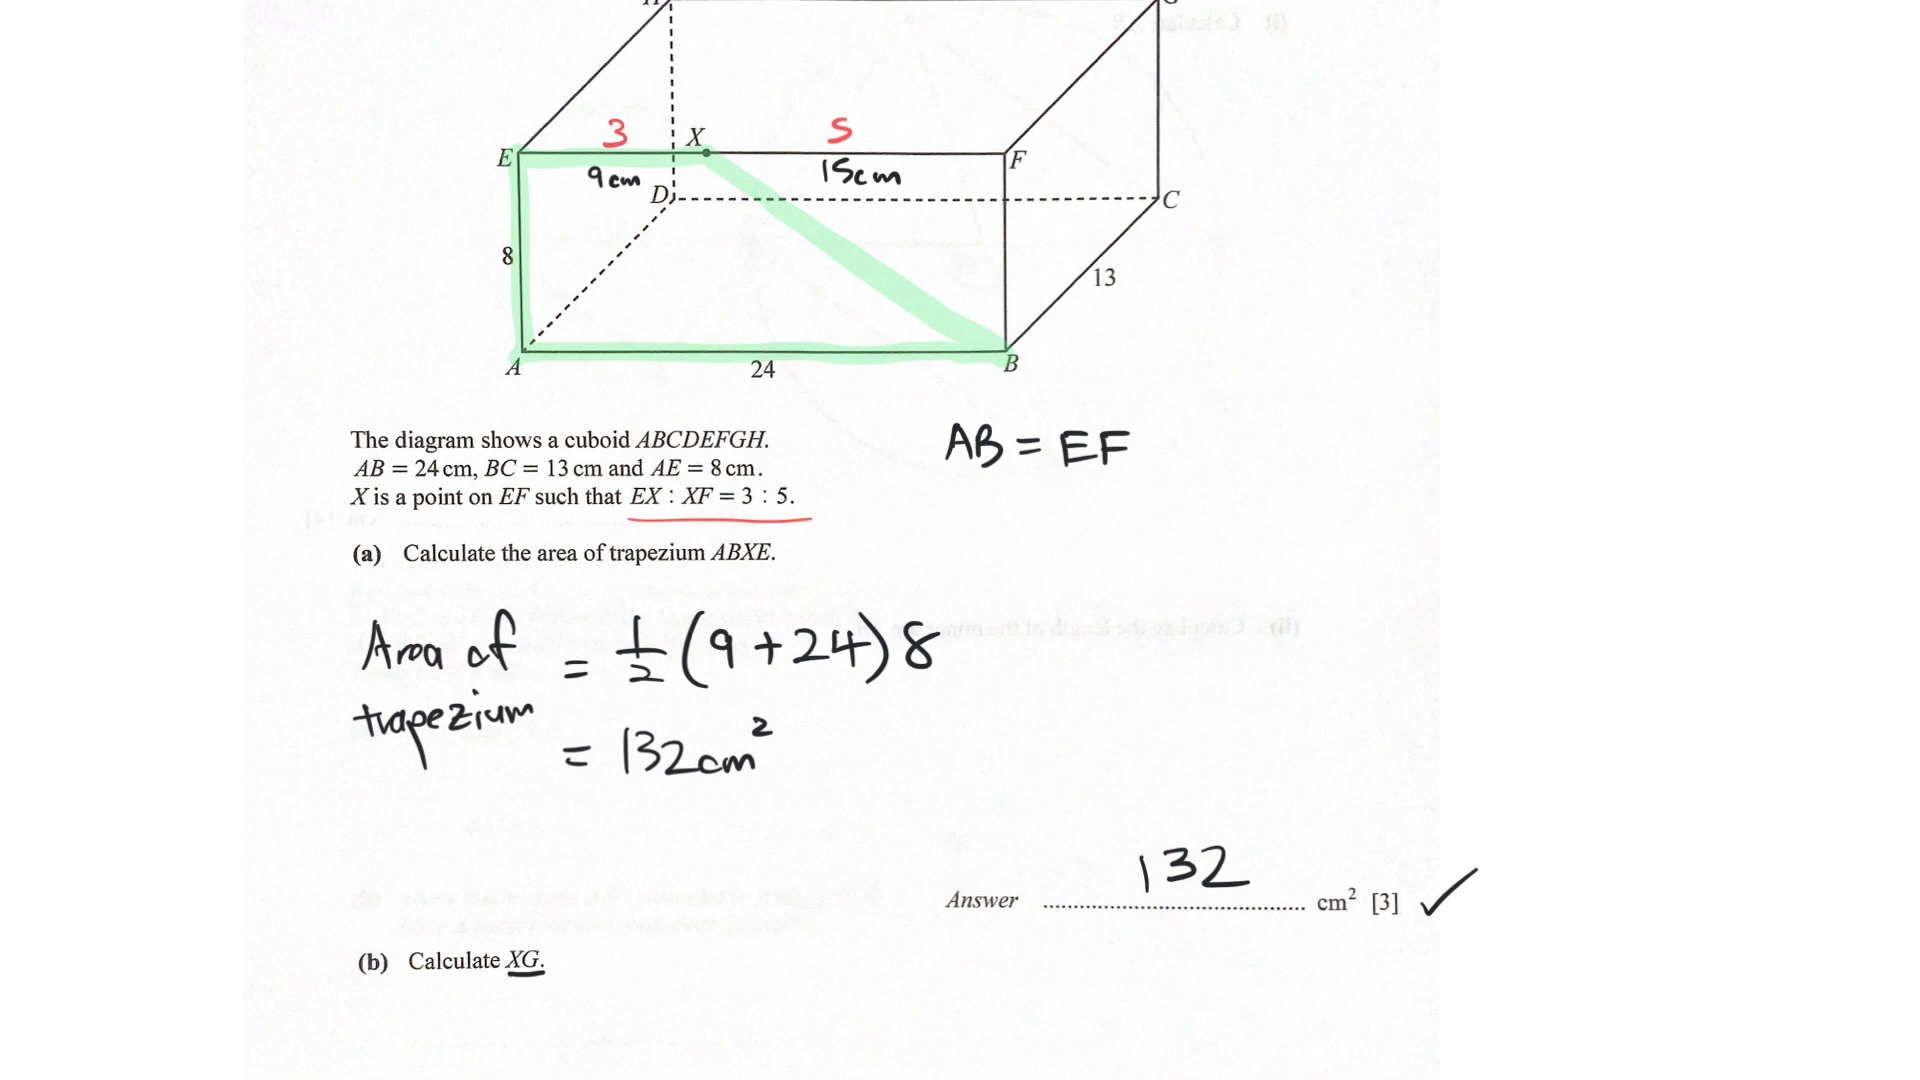 3 X 5
E F
9cm 15cm
D C
8
13
A B
24
The diagram shows a cuboid ABCDEFGH.
AB = 24 cm, BC = 13 cm and AE = 8 cm.
X is a point on EF such that EX : XF = 3 : 5.
AB = EF
(a) Calculate the area of trapezium ABXE.
Area of = 1/2 (9+24)8
trapezium
= 132cm²
132
Answer .......................................... cm² [3] ✓
(b) Calculate XG.